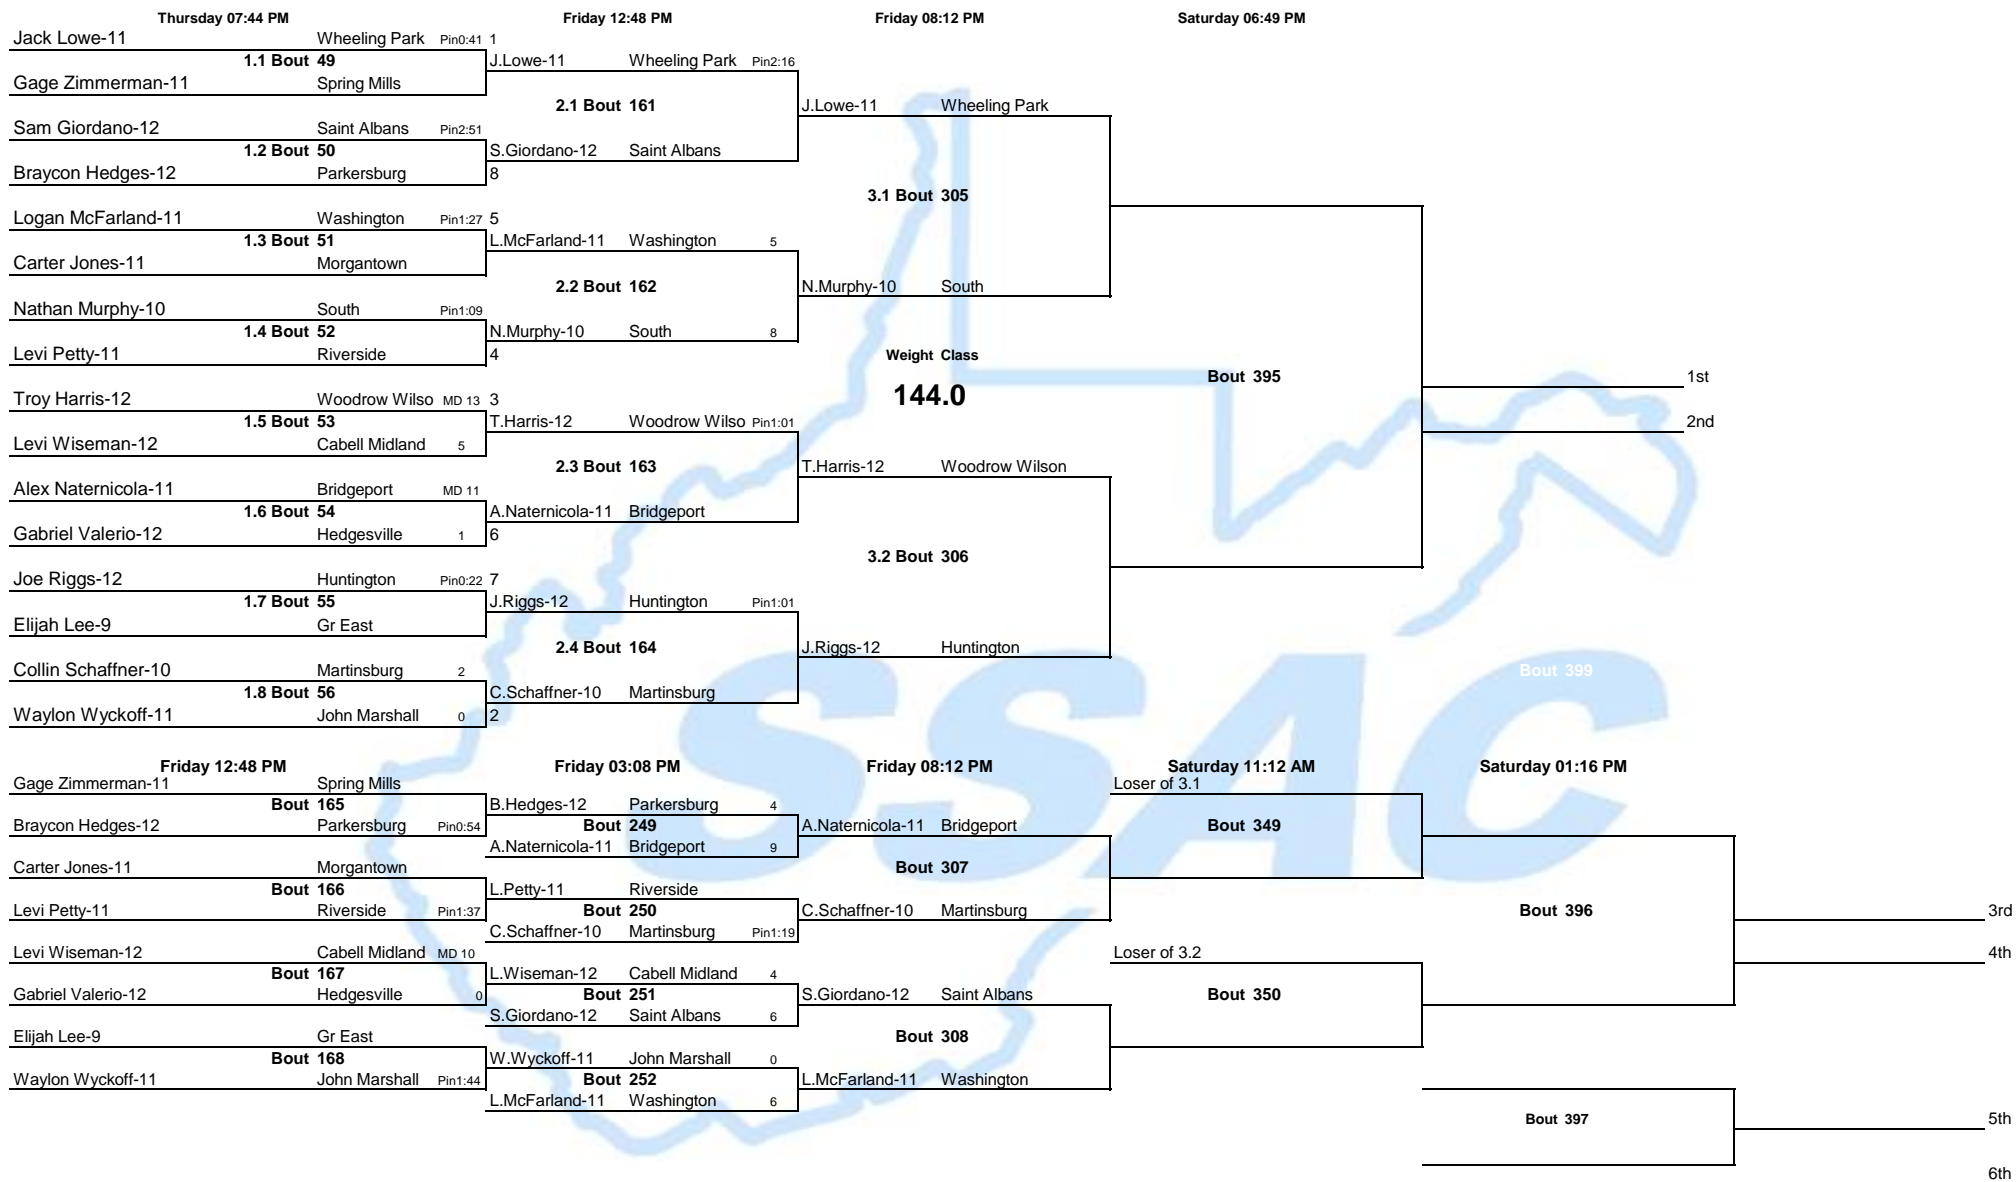 Thursday 07:44 PM Friday 12:48 PM Friday 08:12 PM Saturday 06:49 PM
Jack Lowe-11 Wheeling Park Pin0:41 1
1.1 Bout 49 J.Lowe-11 Wheeling Park Pin2:16
Gage Zimmerman-11 Spring Mills
2.1 Bout 161 J.Lowe-11 Wheeling Park
Sam Giordano-12 Saint Albans Pin2:51
1.2 Bout 50 S.Giordano-12 Saint Albans
Braycon Hedges-12 Parkersburg 8
3.1 Bout 305
Logan McFarland-11 Washington Pin1:27 5
1.3 Bout 51 L.McFarland-11 Washington 5
Carter Jones-11 Morgantown
2.2 Bout 162 N.Murphy-10 South
Nathan Murphy-10 South Pin1:09
1.4 Bout 52 N.Murphy-10 South 8
Levi Petty-11 Riverside 4 Weight Class
Bout 395 1st
Troy Harris-12 Woodrow Wilso MD 13 3 144.0
1.5 Bout 53 T.Harris-12 Woodrow Wilso Pin1:01 2nd
Levi Wiseman-12 Cabell Midland 5
2.3 Bout 163 T.Harris-12 Woodrow Wilson
Alex Naternicola-11 Bridgeport MD 11
1.6 Bout 54 A.Naternicola-11 Bridgeport
Gabriel Valerio-12 Hedgesville 1 6
3.2 Bout 306
Joe Riggs-12 Huntington Pin0:22 7
1.7 Bout 55 J.Riggs-12 Huntington Pin1:01
Elijah Lee-9 Gr East
2.4 Bout 164 J.Riggs-12 Huntington
Collin Schaffner-10 Martinsburg 2 Bout 399
1.8 Bout 56 C.Schaffner-10 Martinsburg
Waylon Wyckoff-11 John Marshall 0 2
SSAC
Friday 12:48 PM Friday 03:08 PM Friday 08:12 PM Saturday 11:12 AM Saturday 01:16 PM
Gage Zimmerman-11 Spring Mills Loser of 3.1
Bout 165 B.Hedges-12 Parkersburg 4
Braycon Hedges-12 Parkersburg Pin0:54 Bout 249 A.Naternicola-11 Bridgeport Bout 349
A.Naternicola-11 Bridgeport 9
Carter Jones-11 Morgantown Bout 307
Bout 166 L.Petty-11 Riverside
Levi Petty-11 Riverside Pin1:37 Bout 250 C.Schaffner-10 Martinsburg Bout 396 3rd
C.Schaffner-10 Martinsburg Pin1:19
Levi Wiseman-12 Cabell Midland MD 10 Loser of 3.2 4th
Bout 167 L.Wiseman-12 Cabell Midland 4
Gabriel Valerio-12 Hedgesville 0 Bout 251 S.Giordano-12 Saint Albans Bout 350
S.Giordano-12 Saint Albans 6
Elijah Lee-9 Gr East Bout 308
Bout 168 W.Wyckoff-11 John Marshall 0
Waylon Wyckoff-11 John Marshall Pin1:44 Bout 252 L.McFarland-11 Washington
L.McFarland-11 Washington 6
Bout 397 5th
6th